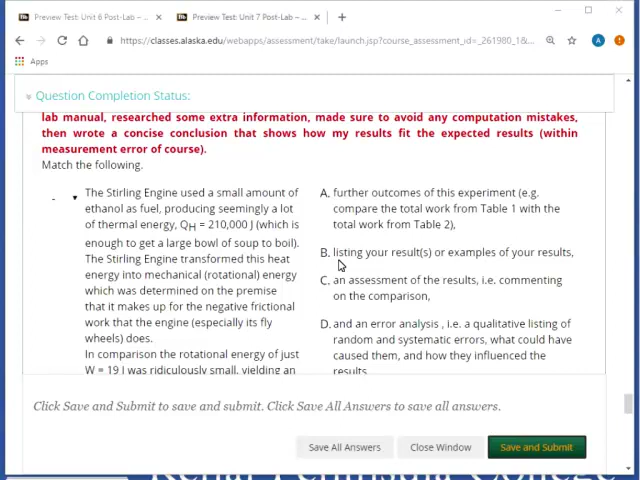 Preview Test: Unit 6 Post-Lab – ...
Preview Test: Unit 7 Post-Lab – ...
https://classes.alaska.edu/webapps/assessment/take/launch.jsp?course_assessment_id=_261980_1&...
A
Apps
Question Completion Status:
lab manual, researched some extra information, made sure to avoid any computation mistakes,
then wrote a concise conclusion that shows how my results fit the expected results (within
measurement error of course).
Match the following.
-
The Stirling Engine used a small amount of
ethanol as fuel, producing seemingly a lot
of thermal energy, QH = 210,000 J (which is
enough to get a large bowl of soup to boil).
The Stirling Engine transformed this heat
energy into mechanical (rotational) energy
which was determined on the premise
that it makes up for the negative frictional
work that the engine (especially its fly
wheels) does.
In comparison the rotational energy of just
W = 19 J was ridiculously small, yielding an
A. further outcomes of this experiment (e.g.
compare the total work from Table 1 with the
total work from Table 2),
B. listing your result(s) or examples of your results,
C. an assessment of the results, i.e. commenting
on the comparison,
D. and an error analysis , i.e. a qualitative listing of
random and systematic errors, what could have
caused them, and how they influenced the
results
Click Save and Submit to save and submit. Click Save All Answers to save all answers.
Save All Answers
Close Window
Save and Submit
Kenai Peninsula College